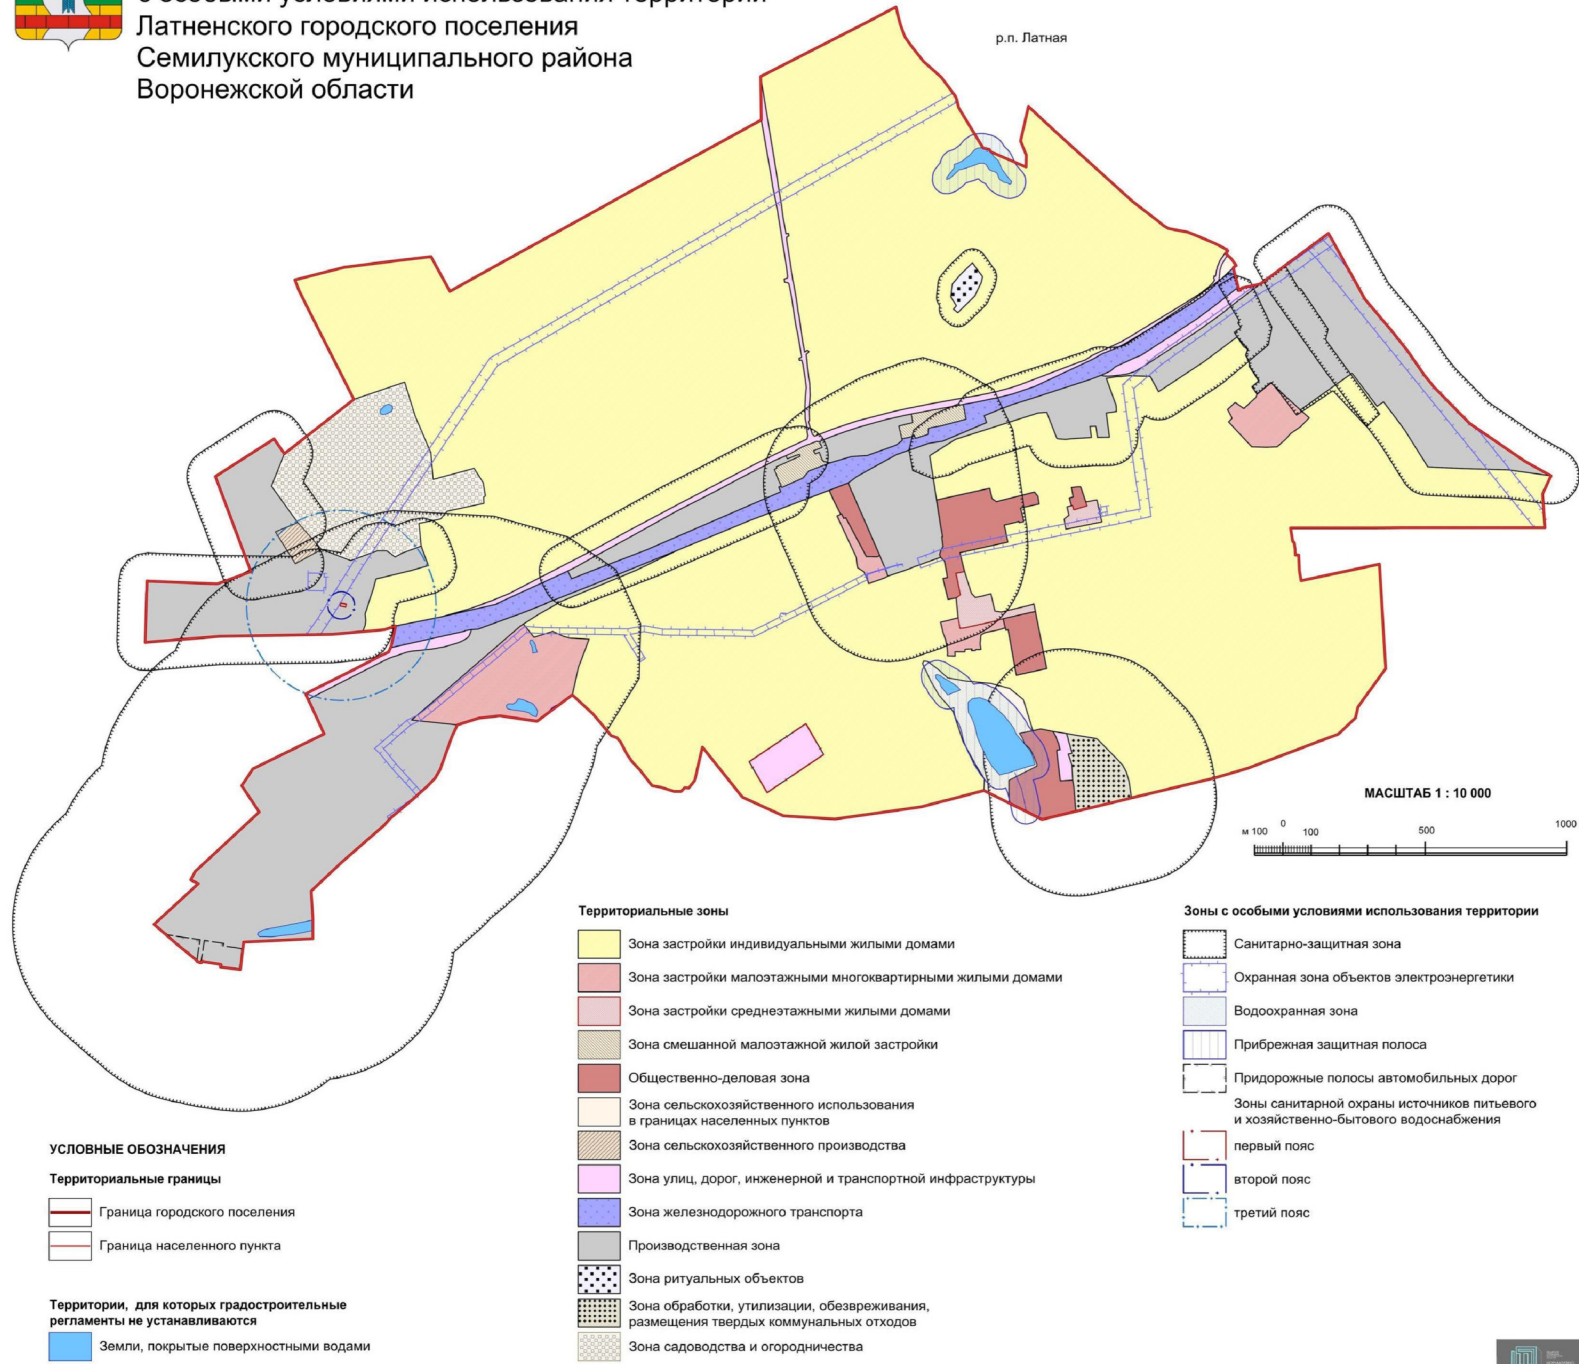 с особыми условиями использования территории
Латненского городского поселения
Семилукского муниципального района
Воронежской области
р.п. Латная
МАСШТАБ 1 : 10 000
м 100 0 100 500 1000
Территориальные зоны
Зона застройки индивидуальными жилыми домами
Зона застройки малоэтажными многоквартирными жилыми домами
Зона застройки среднеэтажными жилыми домами
Зона смешанной малоэтажной жилой застройки
Общественно-деловая зона
Зона сельскохозяйственного использования
в границах населенных пунктов
Зона сельскохозяйственного производства
Зона улиц, дорог, инженерной и транспортной инфраструктуры
Зона железнодорожного транспорта
Производственная зона
Зона ритуальных объектов
Зона обработки, утилизации, обезвреживания,
размещения твердых коммунальных отходов
Зона садоводства и огородничества
Зоны с особыми условиями использования территории
Санитарно-защитная зона
Охранная зона объектов электроэнергетики
Водоохранная зона
Прибрежная защитная полоса
Придорожные полосы автомобильных дорог
Зоны санитарной охраны источников питьевого
и хозяйственно-бытового водоснабжения
первый пояс
второй пояс
третий пояс
УСЛОВНЫЕ ОБОЗНАЧЕНИЯ
Территориальные границы
Граница городского поселения
Граница населенного пункта
Территории, для которых градостроительные
регламенты не устанавливаются
Земли, покрытые поверхностными водами